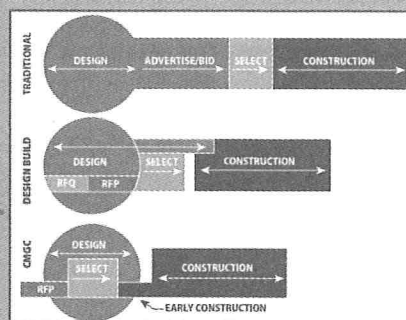 TRADITIONAL
DESIGN
ADVERTISE/BID
SELECT
CONSTRUCTION
DESIGN BUILD
DESIGN
SELECT
CONSTRUCTION
RFQ
RFP
CMGC
DESIGN
SELECT
CONSTRUCTION
RFP
EARLY CONSTRUCTION